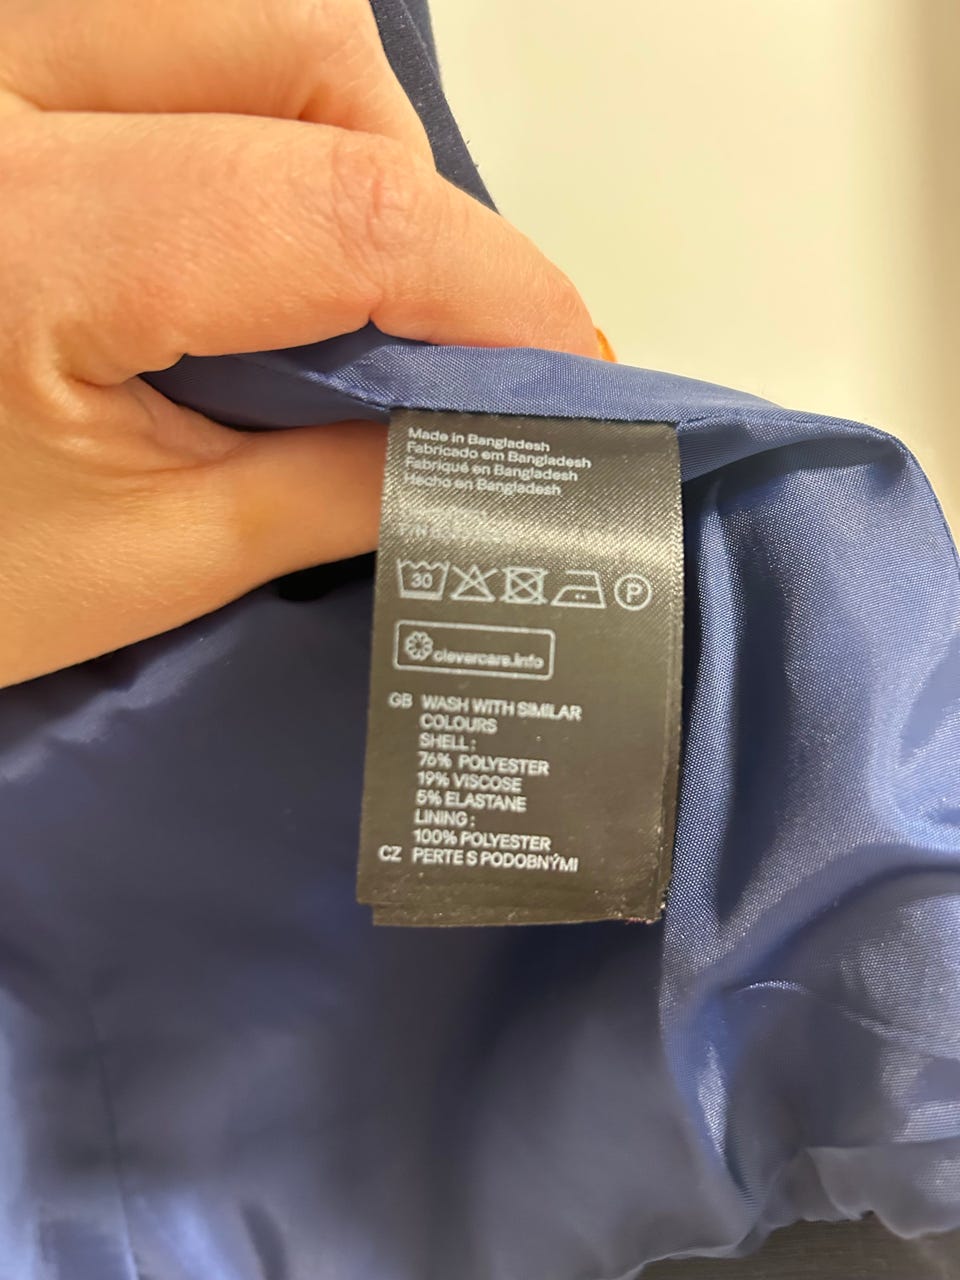 Made in Bangladesh
Fabricado em Bangladesh
Fabriqué en Bangladesh
Hecho en Bangladesh
30
P
clevercare.info
GB WASH WITH SIMILAR
COLOURS
SHELL:
76% POLYESTER
19% VISCOSE
5% ELASTANE
LINING:
100% POLYESTER
CZ PERTE S PODOBNÝMI